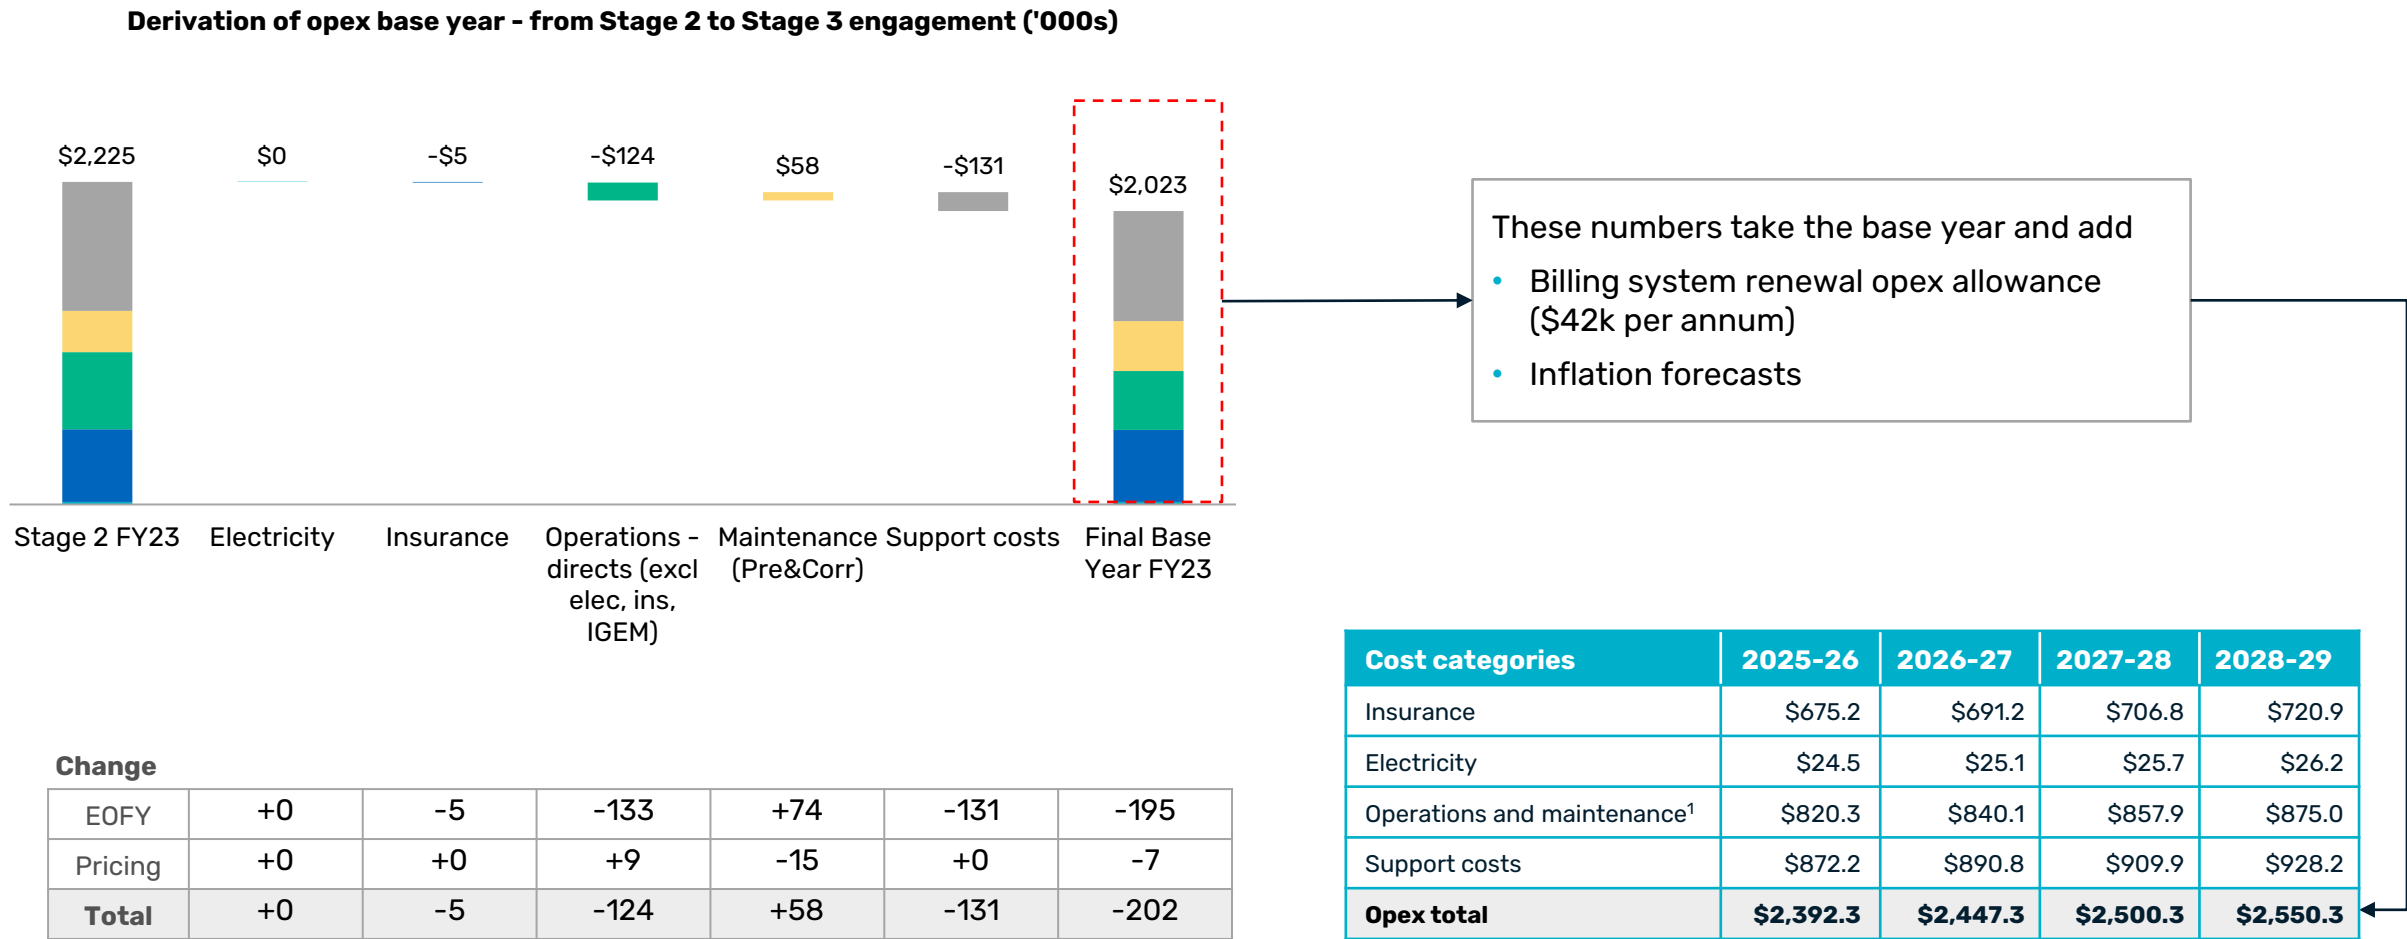 Derivation of opex base year - from Stage 2 to Stage 3 engagement ('000s)
$2,225
$0
-$5
-$124
$58
-$131
$2,023
Stage 2 FY23
Electricity
Insurance
Operations -
directs (excl
elec, ins,
IGEM)
Maintenance
(Pre&Corr)
Support costs
Final Base
Year FY23
These numbers take the base year and add
• Billing system renewal opex allowance
($42k per annum)
• Inflation forecasts
Change
EOFY +0 -5 -133 +74 -131 -195
Pricing +0 +0 +9 -15 +0 -7
Total +0 -5 -124 +58 -131 -202
Cost categories 2025-26 2026-27 2027-28 2028-29
Insurance $675.2 $691.2 $706.8 $720.9
Electricity $24.5 $25.1 $25.7 $26.2
Operations and maintenance¹ $820.3 $840.1 $857.9 $875.0
Support costs $872.2 $890.8 $909.9 $928.2
Opex total $2,392.3 $2,447.3 $2,500.3 $2,550.3